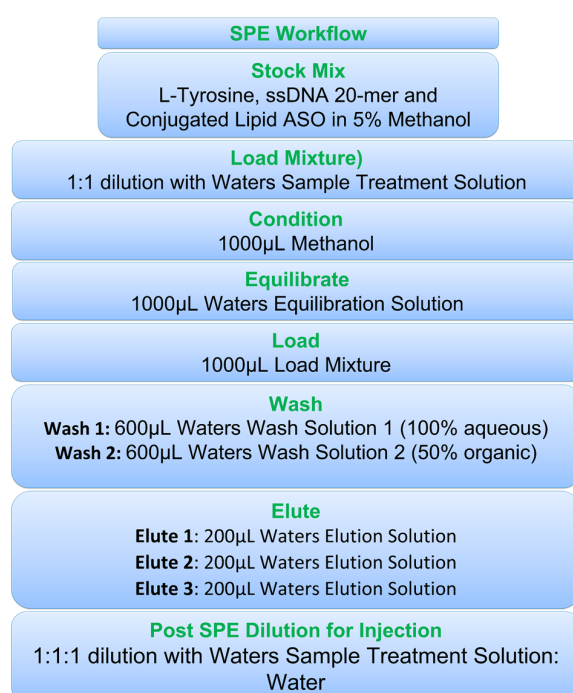 SPE Workflow
Stock Mix
L-Tyrosine, ssDNA 20-mer and
Conjugated Lipid ASO in 5% Methanol
Load Mixture)
1:1 dilution with Waters Sample Treatment Solution
Condition
1000µL Methanol
Equilibrate
1000µL Waters Equilibration Solution
Load
1000µL Load Mixture
Wash
Wash 1: 600µL Waters Wash Solution 1 (100% aqueous)
Wash 2: 600µL Waters Wash Solution 2 (50% organic)
Elute
Elute 1: 200µL Waters Elution Solution
Elute 2: 200µL Waters Elution Solution
Elute 3: 200µL Waters Elution Solution
Post SPE Dilution for Injection
1:1:1 dilution with Waters Sample Treatment Solution:
Water